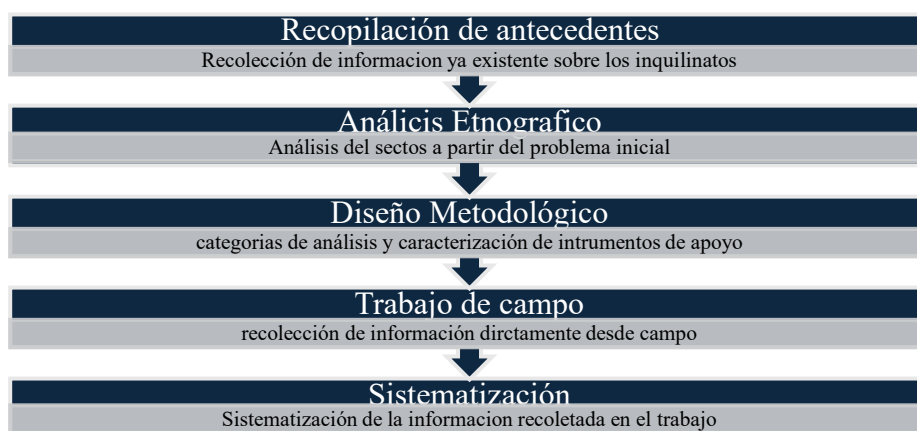 Recopilación de antecedentes
Recolección de informacion ya existente sobre los inquilinatos
Análicis Etnografico
Análisis del sectos a partir del problema inicial
Diseño Metodológico
categorias de análisis y caracterización de intrumentos de apoyo
Trabajo de campo
recolección de información dirctamente desde campo
Sistematización
Sistematización de la informacion recoletada en el trabajo